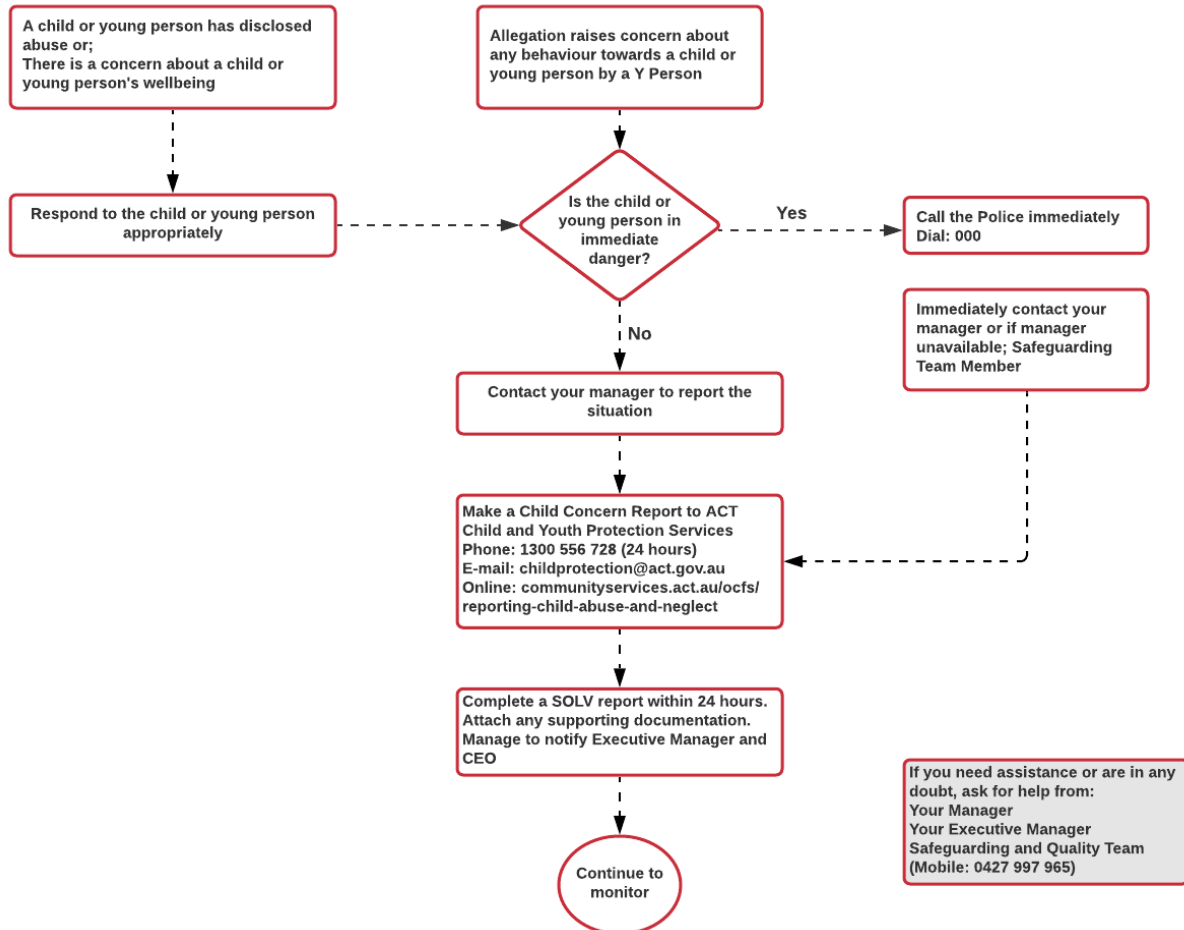 A child or young person has disclosed
abuse or;
There is a concern about a child or
young person's wellbeing
Allegation raises concern about
any behaviour towards a child or
young person by a Y Person
Respond to the child or young person
appropriately
Is the child or
young person in
immediate
danger?
Yes
Call the Police immediately
Dial: 000
Immediately contact your
manager or if manager
unavailable; Safeguarding
Team Member
No
Contact your manager to report the
situation
Make a Child Concern Report to ACT
Child and Youth Protection Services
Phone: 1300 556 728 (24 hours)
E-mail: childprotection@act.gov.au
Online: communityservices.act.au/ocfs/
reporting-child-abuse-and-neglect
Complete a SOLV report within 24 hours.
Attach any supporting documentation.
Manage to notify Executive Manager and
CEO
If you need assistance or are in any
doubt, ask for help from:
Your Manager
Your Executive Manager
Safeguarding and Quality Team
(Mobile: 0427 997 965)
Continue to
monitor